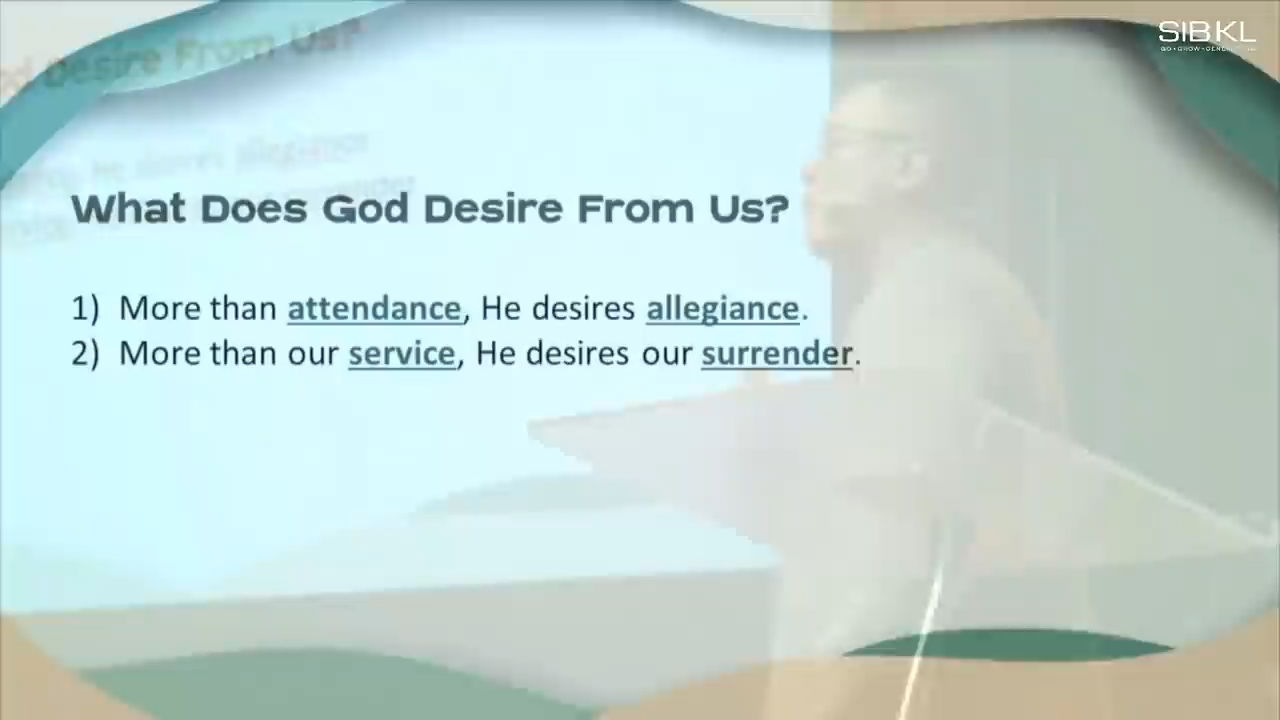 SIBKL
What Does God Desire From Us?
1) More than attendance, He desires allegiance.
2) More than our service, He desires our surrender.